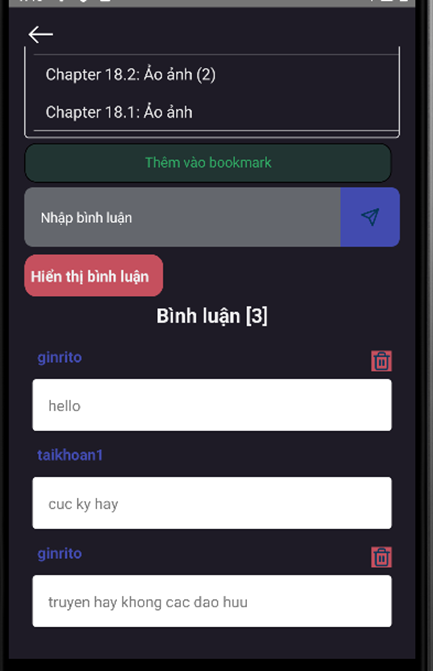 Chapter 18.2: Ảo ảnh (2)
Chapter 18.1: Ảo ảnh
Thêm vào bookmark
Nhập bình luận
Hiển thị bình luận
Bình luận [3]
ginrito
hello
taikhoan1
cuc ky hay
ginrito
truyen hay khong cac dao huu